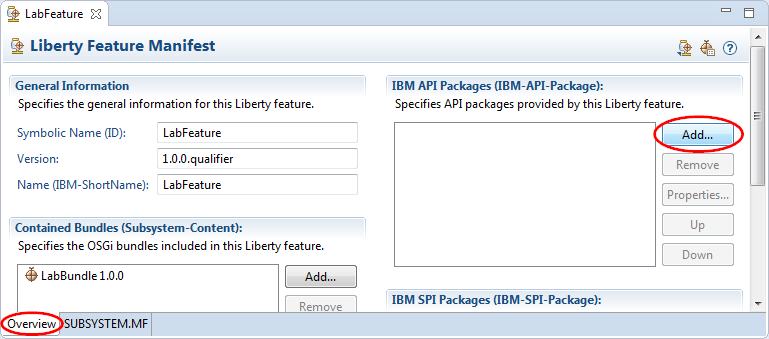 LabFeature
Liberty Feature Manifest
General Information
Specifies the general information for this Liberty feature.
Symbolic Name (ID): LabFeature
Version: 1.0.0.qualifier
Name (IBM-ShortName): LabFeature
Contained Bundles (Subsystem-Content):
Specifies the OSGi bundles included in this Liberty feature.
LabBundle 1.0.0
Add...
Remove
IBM API Packages (IBM-API-Package):
Specifies API packages provided by this Liberty feature.
Add...
Remove
Properties...
Up
Down
IBM SPI Packages (IBM-SPI-Package):
Overview
SUBSYSTEM.MF